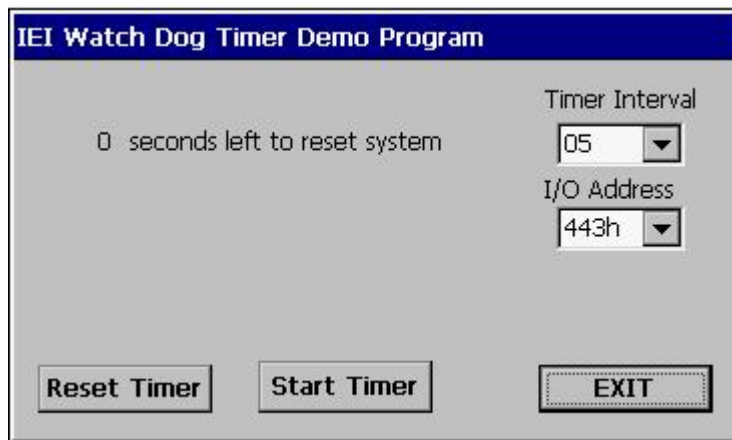 IEI Watch Dog Timer Demo Program
0 seconds left to reset system
Timer Interval
05
I/O Address
443h
Reset Timer
Start Timer
EXIT